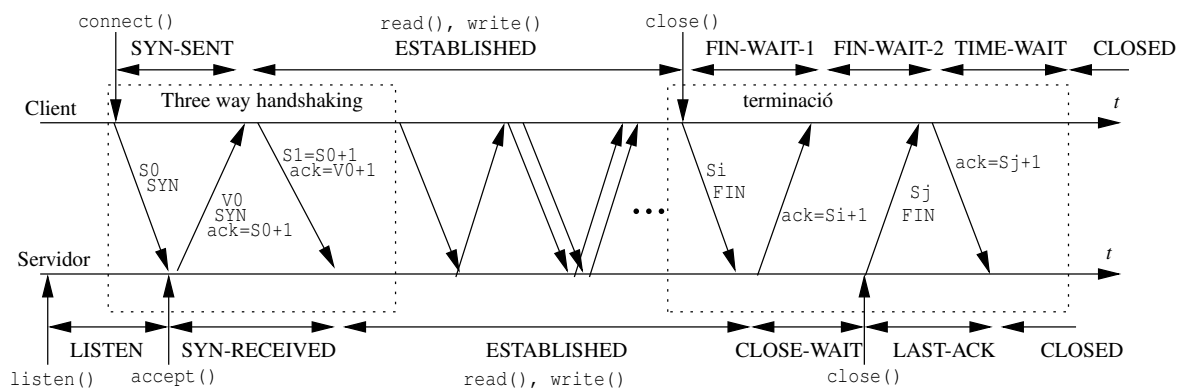 connect()
read(), write()
close()
SYN-SENT
ESTABLISHED
FIN-WAIT-1
FIN-WAIT-2
TIME-WAIT
CLOSED
Client
Three way handshaking
terminació
t
S0
SYN
V0
SYN
ack=S0+1
S1=S0+1
ack=V0+1
...
Si
FIN
ack=Si+1
Sj
FIN
ack=Sj+1
Servidor
t
LISTEN
SYN-RECEIVED
ESTABLISHED
CLOSE-WAIT
LAST-ACK
CLOSED
listen()
accept()
read(), write()
close()